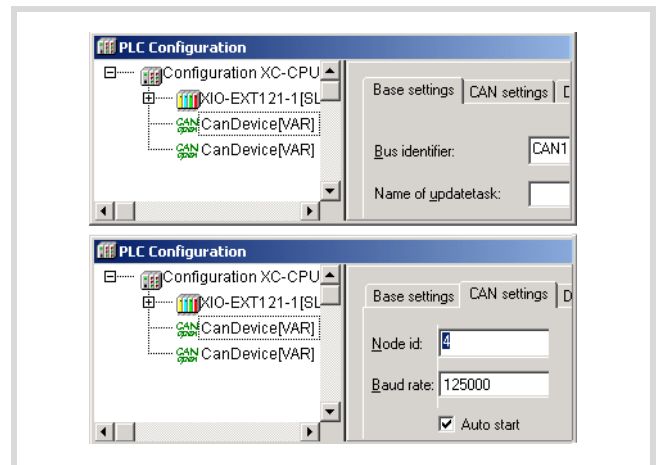 PLC Configuration
Configuration XC-CPU
XIO-EXT121-1[SL
CanDevice[VAR]
CanDevice[VAR]
Base settings
CAN settings
Bus identifier: CAN1
Name of updatetask:
PLC Configuration
Configuration XC-CPU
XIO-EXT121-1[SL
CanDevice[VAR]
CanDevice[VAR]
Base settings
CAN settings
D
Node id: 4
Baud rate: 125000
Auto start